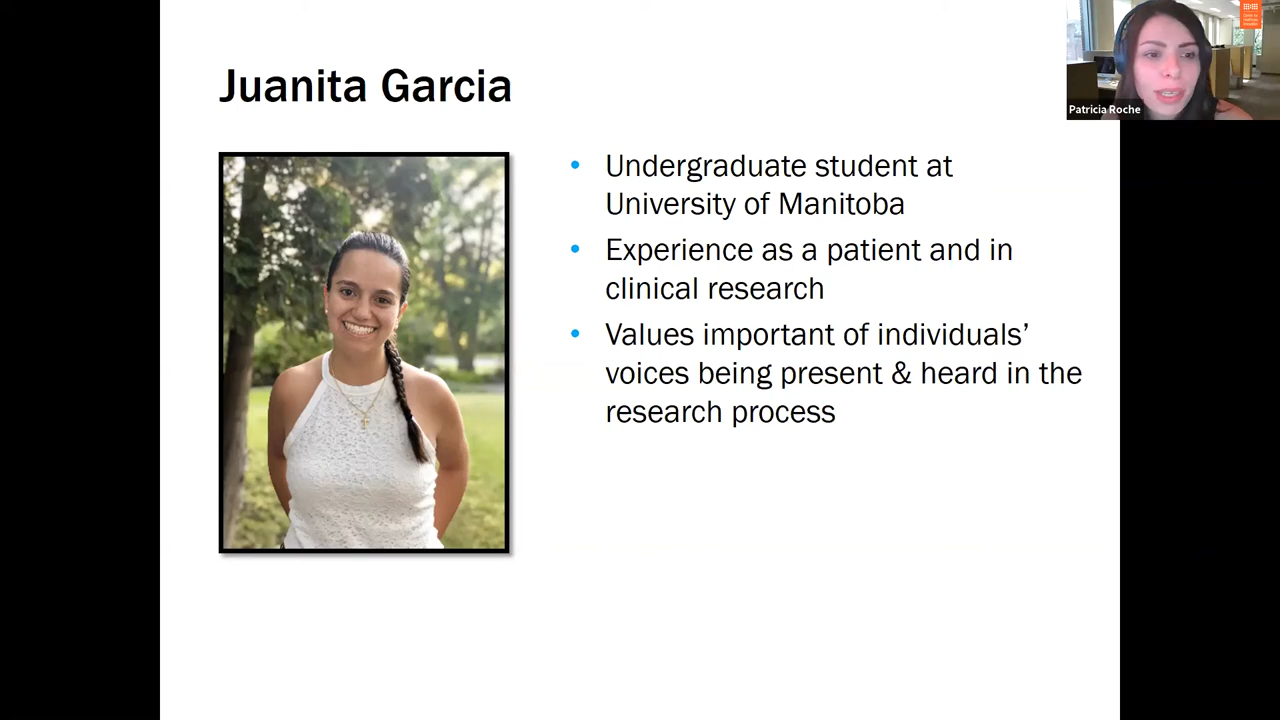 Juanita Garcia
Patricia Roche
• Undergraduate student at
University of Manitoba
• Experience as a patient and in
clinical research
• Values important of individuals’
voices being present & heard in the
research process